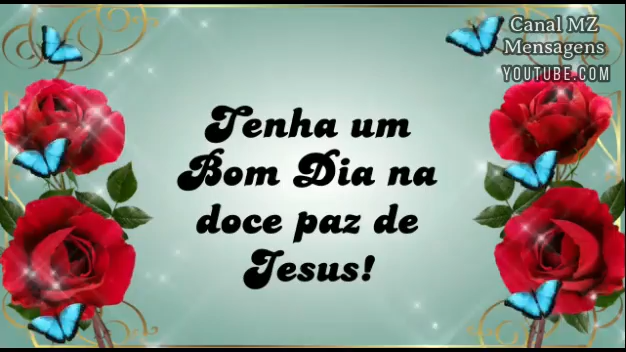 Canal MZ
Mensagens
YOUTUBE.COM
Tenha um
Bom Dia na
doce paz de
Jesus!